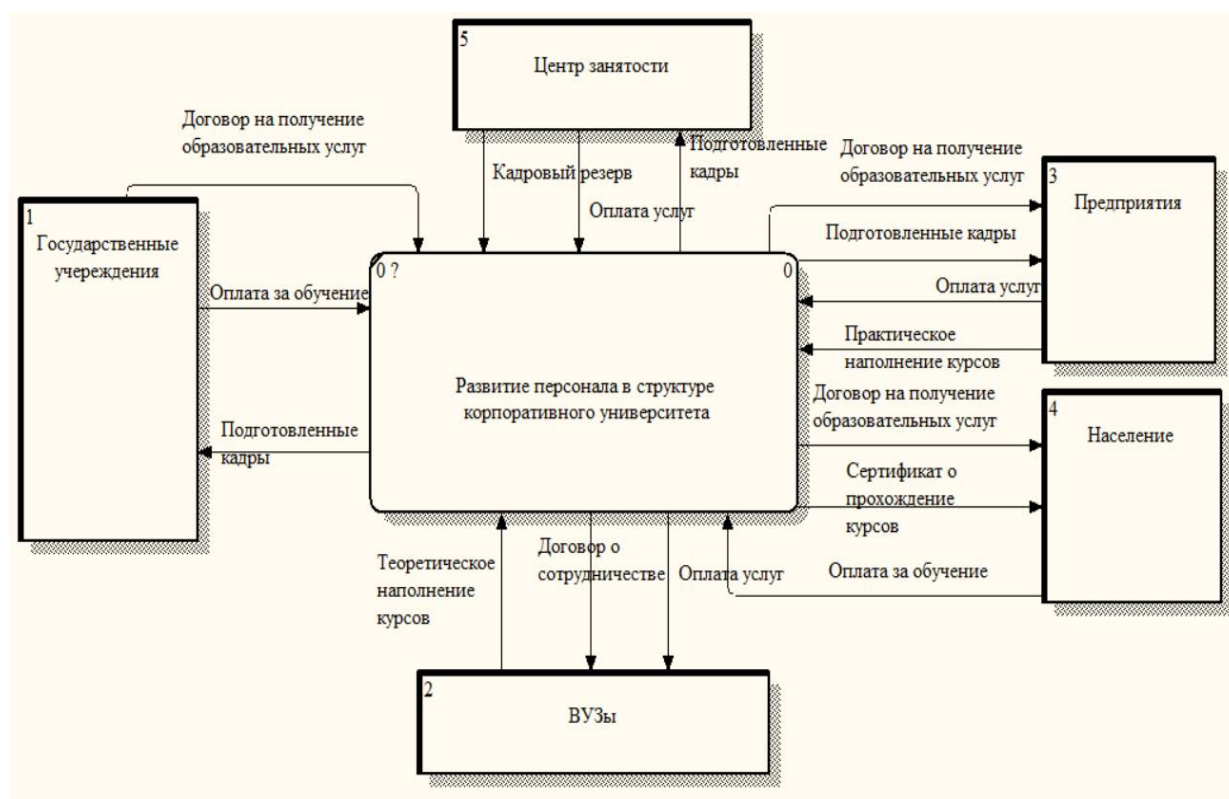 5
Центр занятости
Договор на получение
образовательных услуг
Кадровый резерв
Оплата услуг
Подготовленные
кадры
Договор на получение
образовательных услуг
3
Предприятия
1
Государственные
учереждения
Подготовленные кадры
0 ?
0
Оплата за обучение
Оплата услуг
Практическое
наполнение курсов
Развитие персонала в структуре
корпоративного университета
Договор на получение
образовательных услуг
4
Население
Подготовленные
кадры
Сертификат о
прохождение
курсов
Теоретическое
наполнение
курсов
Договор о
сотрудничестве
Оплата услуг
Оплата за обучение
2
ВУЗы